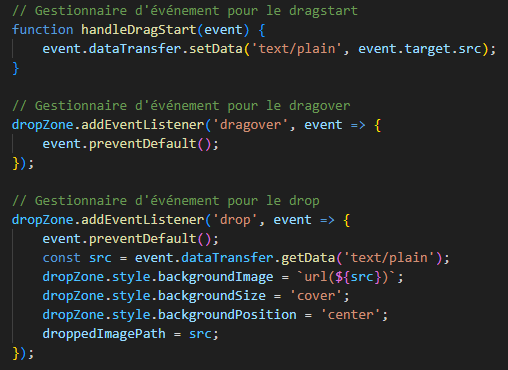 // Gestionnaire d'événement pour le dragstart
function handleDragStart(event) {
    event.dataTransfer.setData('text/plain', event.target.src);
}
// Gestionnaire d'événement pour le dragover
dropZone.addEventListener('dragover', event => {
    event.preventDefault();
});
// Gestionnaire d'événement pour le drop
dropZone.addEventListener('drop', event => {
    event.preventDefault();
    const src = event.dataTransfer.getData('text/plain');
    dropZone.style.backgroundImage = `url(${src})`;
    dropZone.style.backgroundSize = 'cover';
    dropZone.style.backgroundPosition = 'center';
    droppedImagePath = src;
});